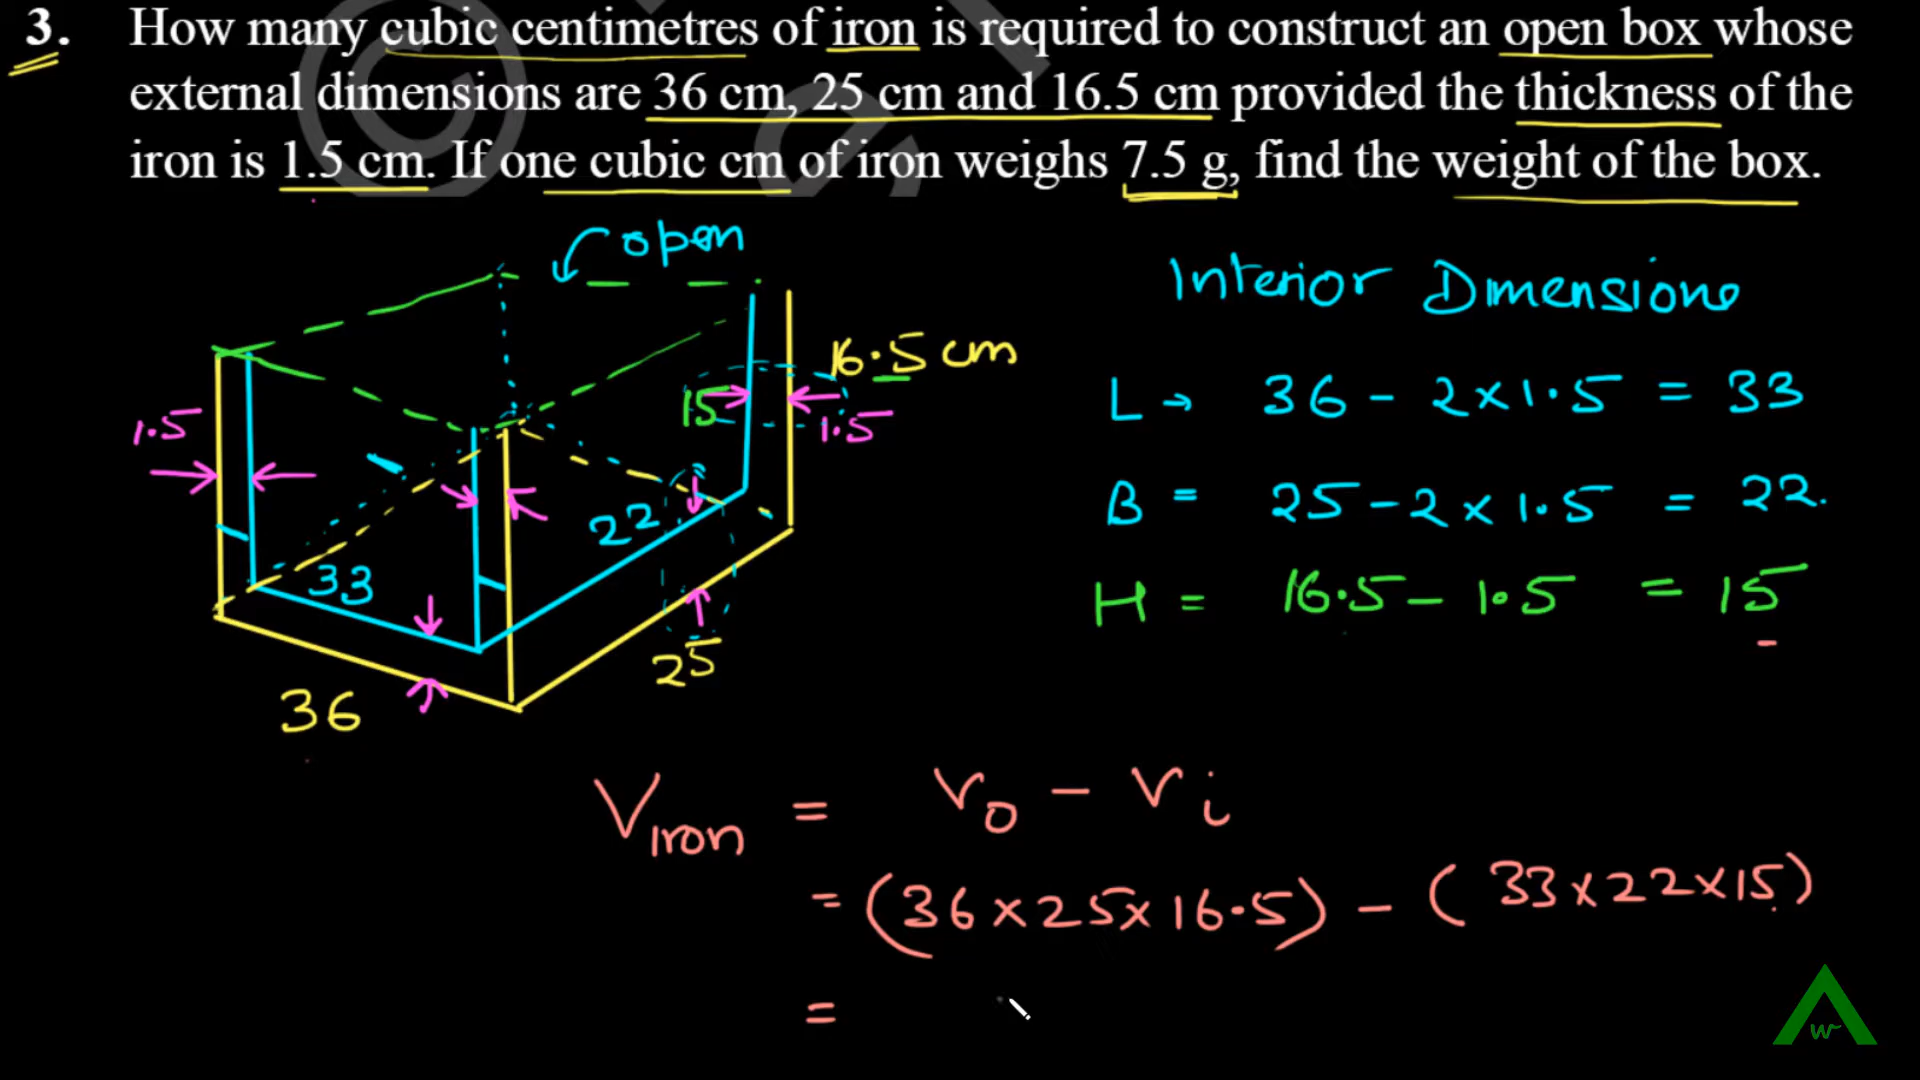 3. How many cubic centimetres of iron is required to construct an open box whose
external dimensions are 36 cm, 25 cm and 16.5 cm provided the thickness of the
iron is 1.5 cm. If one cubic cm of iron weighs 7.5 g, find the weight of the box.
open
Interior Dimensions
16.5 cm
15
1.5
1.5
L → 36 - 2x1.5 = 33
B = 25 - 2 x 1.5 = 22.
22
33
H = 16.5 - 1.5 = 15
25
36
V Iron = Vo - Vi
= (36 x 25 x 16.5) - (33 x 22 x 15)
=
W